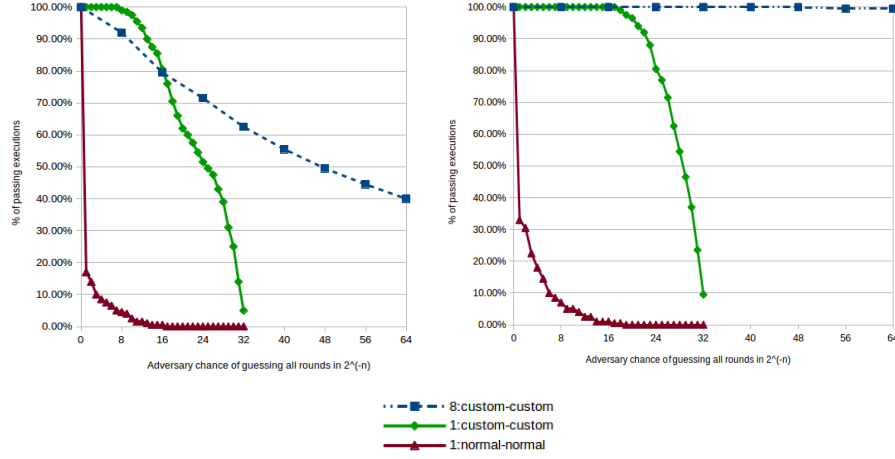 100.00%
90.00%
80.00%
70.00%
60.00%
50.00%
40.00%
30.00%
20.00%
10.00%
0.00%
% of passing executions
0 8 16 24 32 40 48 56 64
Adversary chance of guessing all rounds in 2^(-n)
100.00%
90.00%
80.00%
70.00%
60.00%
50.00%
40.00%
30.00%
20.00%
10.00%
0.00%
% of passing executions
0 8 16 24 32 40 48 56 64
Adversary chance of guessing all rounds in 2^(-n)
8:custom-custom
1:custom-custom
1:normal-normal